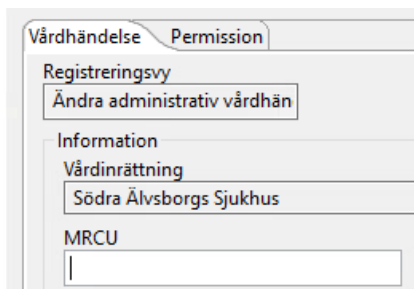 Vårdhändelse Permission
Registreringsvy
Ändra administrativ vårdhän
Information
Vårdinrättning
Södra Älvsborgs Sjukhus
MRCU